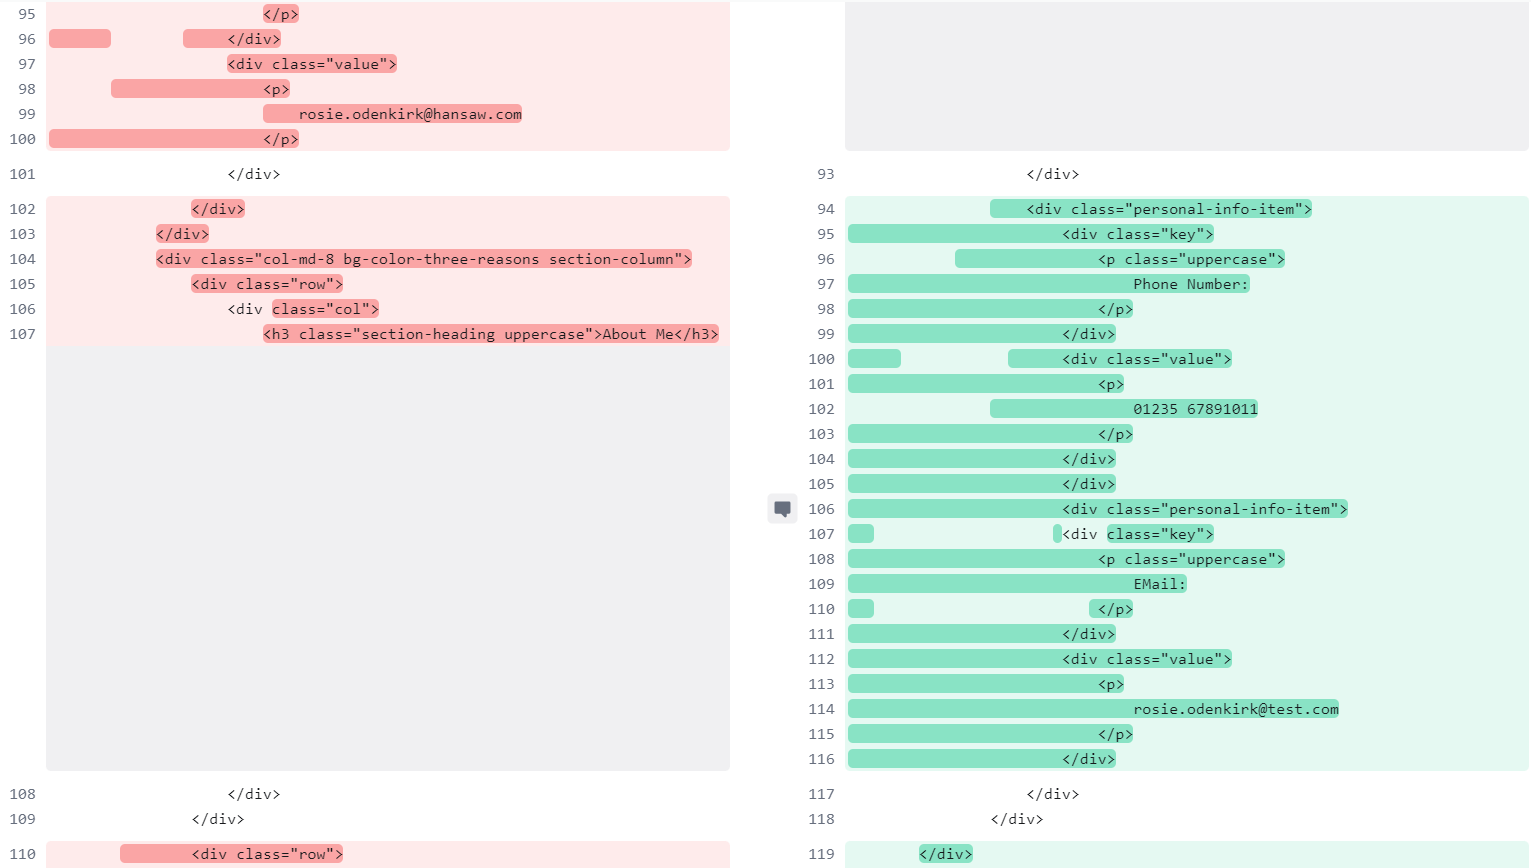 95 </p>
96 </div>
97 <div class="value">
98 <p>
99 rosie.odenkirk@hansaw.com
100 </p>
101 </div>
102 </div>
103 </div>
104 <div class="col-md-8 bg-color-three-reasons section-column">
105 <div class="row">
106 <div class="col">
107 <h3 class="section-heading uppercase">About Me</h3>
108 </div>
109 </div>
110 <div class="row">
93 </div>
94 <div class="personal-info-item">
95 <div class="key">
96 <p class="uppercase">
97 Phone Number:
98 </p>
99 </div>
100 <div class="value">
101 <p>
102 01235 67891011
103 </p>
104 </div>
105 </div>
106 <div class="personal-info-item">
107 <div class="key">
108 <p class="uppercase">
109 EMail:
110 </p>
111 </div>
112 <div class="value">
113 <p>
114 rosie.odenkirk@test.com
115 </p>
116 </div>
117 </div>
118 </div>
119 </div>